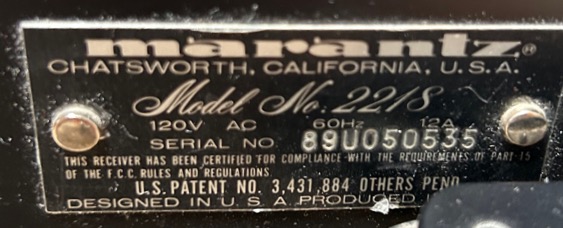 marantz®
CHATSWORTH, CALIFORNIA, U.S.A.
Model No. 2218
120V AC 60Hz 1.2A
SERIAL NO. 89U050535
THIS RECEIVER HAS BEEN CERTIFIED FOR COMPLIANCE WITH THE REQUIREMENTS OF PART 15
OF THE F.C.C. RULES AND REGULATIONS
U.S. PATENT NO. 3,431,884 OTHERS PEND
DESIGNED IN U.S.A. PRODUCED